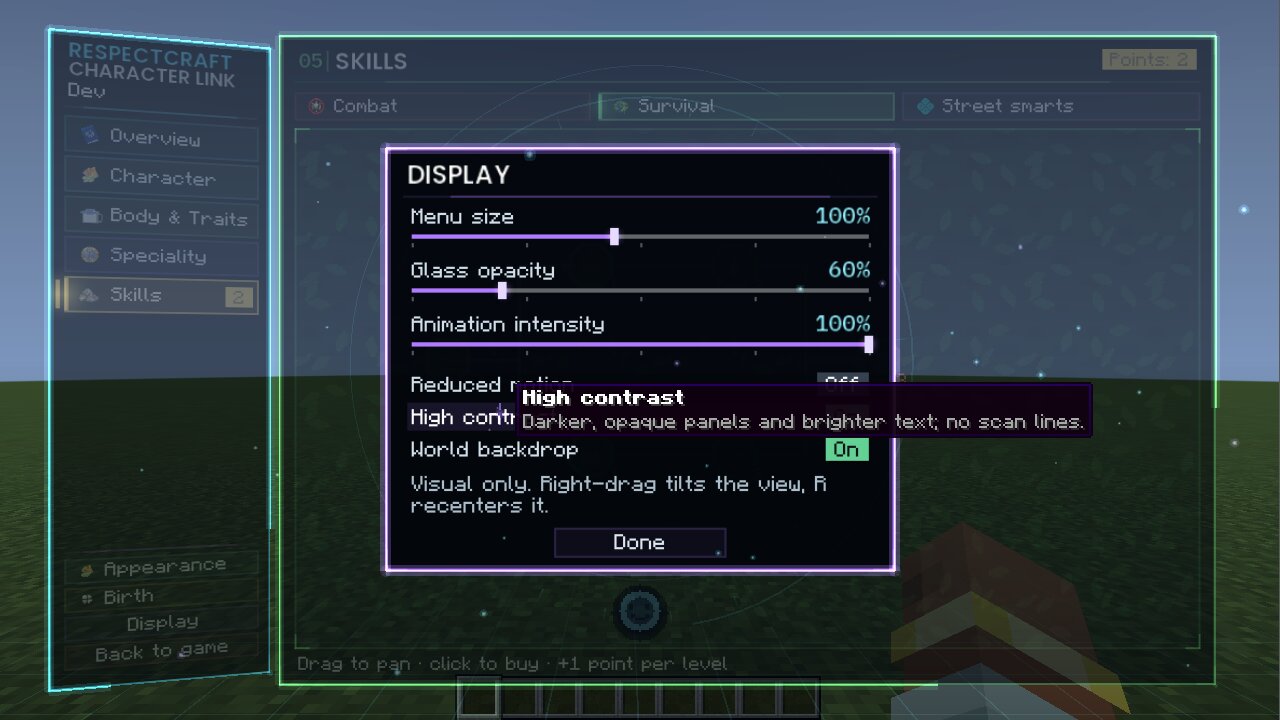 RESPECTCRAFT
CHARACTER LINK
Dev
Overview
Character
Body & Traits
Speciality
Skills
2
Appearance
Birth
Display
Back to game
05 | SKILLS
Points: 2
Combat
Survival
Street smarts
DISPLAY
Menu size
100%
Glass opacity
60%
Animation intensity
100%
Reduced motion
Off
High contr
High contrast
Darker, opaque panels and brighter text; no scan lines.
World backdrop
On
Visual only. Right-drag tilts the view, R
recenters it.
Done
Drag to pan · click to buy · +1 point per level